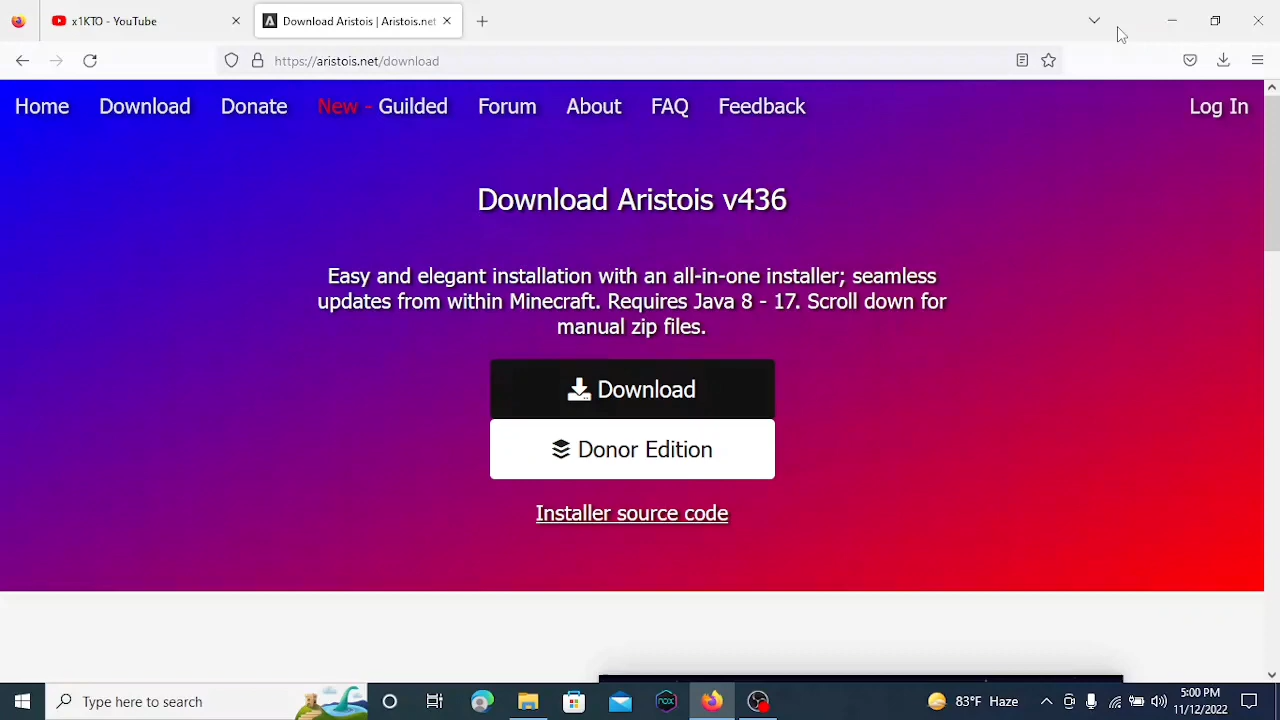 x1KTO - YouTube
Download Aristois | Aristois.net
https://aristois.net/download
Home Download Donate New - Guilded Forum About FAQ Feedback Log In
Download Aristois v436
Easy and elegant installation with an all-in-one installer; seamless
updates from within Minecraft. Requires Java 8 - 17. Scroll down for
manual zip files.
Download
Donor Edition
Installer source code
Type here to search
nox
83°F Haze
5:00 PM
11/12/2022